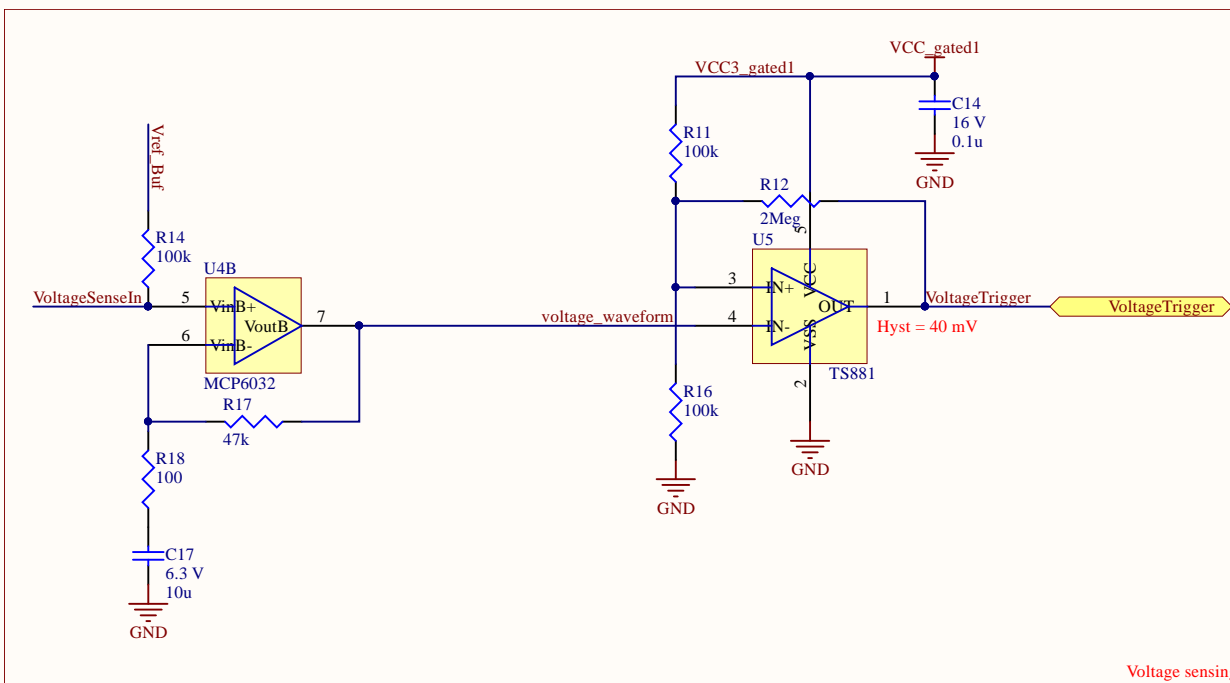 VCC_gated1
VCC3_gated1
C14
16 V
0.1u
GND
R11
100k
R12
2Meg
Vref_Buf
R14
100k
U4B
VoltageSenseIn
5
VinB+
VoutB
7
6
VinB-
MCP6032
R17
47k
R18
100
C17
6.3 V
10u
GND
voltage_waveform
U5
5
VCC
3
IN+
OUT
1
4
IN-
VSS
2
TS881
VoltageTrigger
VoltageTrigger
Hyst = 40 mV
R16
100k
GND
GND
Voltage sensin